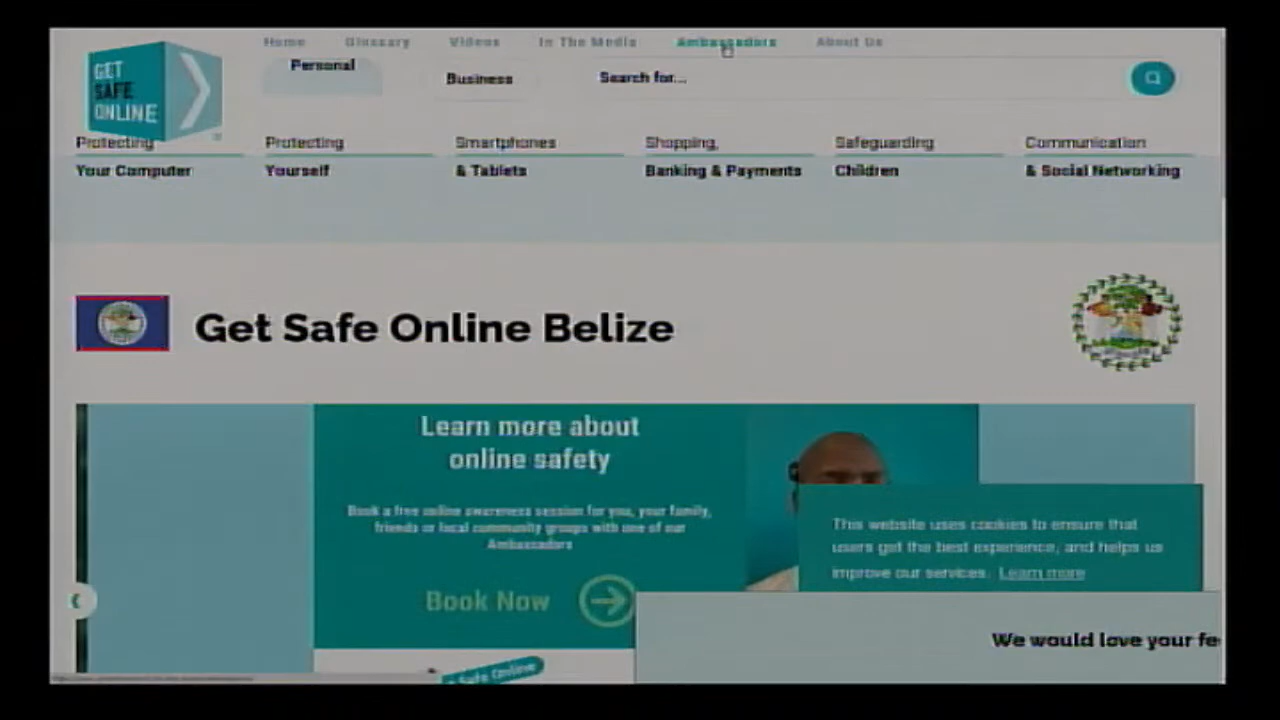 Home Glossary Videos In The Media Ambassadors About Us
GET
SAFE
ONLINE
Personal
Business
Search for...
Protecting
Your Computer
Protecting
Yourself
Smartphones
& Tablets
Shopping,
Banking & Payments
Safeguarding
Children
Communication
& Social Networking
Get Safe Online Belize
Learn more about
online safety
Book a free online awareness session for you, your family,
friends or local community groups with one of our
Ambassadors
Book Now
This website uses cookies to ensure that
users get the best experience, and helps us
improve our services. Learn more
We would love your fe
Safe Online